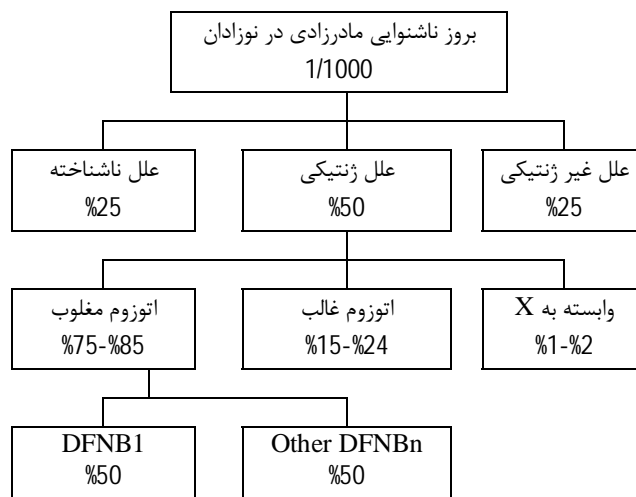 بروز ناشنوایی مادرزادی در نوزادان
1/1000
علل غیر ژنتیکی
%25
علل ژنتیکی
%50
علل ناشناخته
%25
وابسته به X
%1-%2
اتوزوم غالب
%15-%24
اتوزوم مغلوب
%75-%85
DFNB1
%50
Other DFNBn
%50